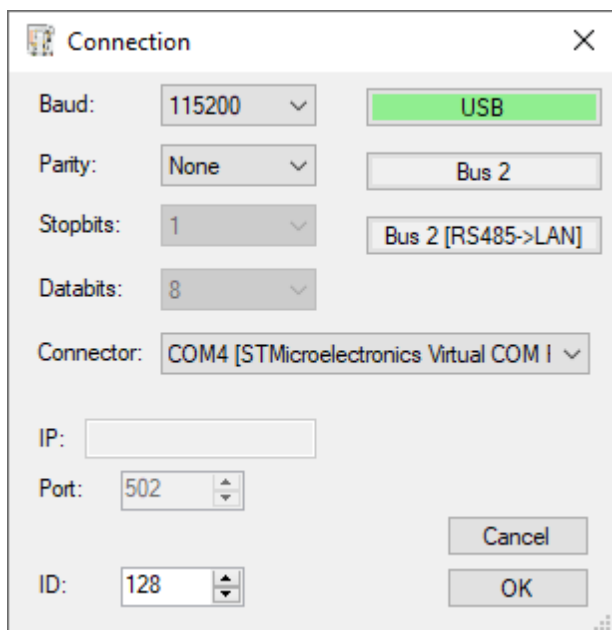 Connection
Baud: 115200 USB
Parity: None Bus 2
Stopbits: 1 Bus 2 [RS485->LAN]
Databits: 8
Connector: COM4 [STMicroelectronics Virtual COM
IP:
Port: 502
Cancel
ID: 128 OK